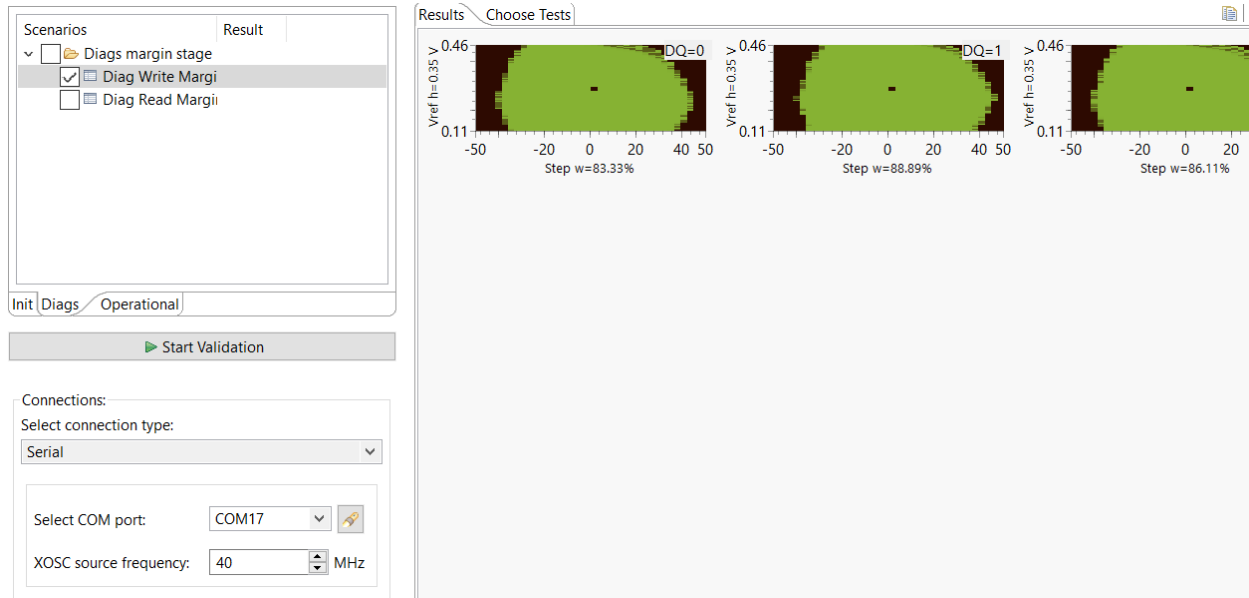 Scenarios Result
Diags margin stage
Diag Write Margi
Diag Read Margi
Init Diags Operational
Start Validation
Connections:
Select connection type:
Serial
Select COM port: COM17
XOSC source frequency: 40 MHz
Results Choose Tests
Vref h=0.35 V
0.46
0.11
DQ=0
-50 -20 0 20 40 50
Step w=83.33%
Vref h=0.35 V
0.46
0.11
DQ=1
-50 -20 0 20 40 50
Step w=88.89%
Vref h=0.35 V
0.46
0.11
-50 -20 0 20
Step w=86.11%